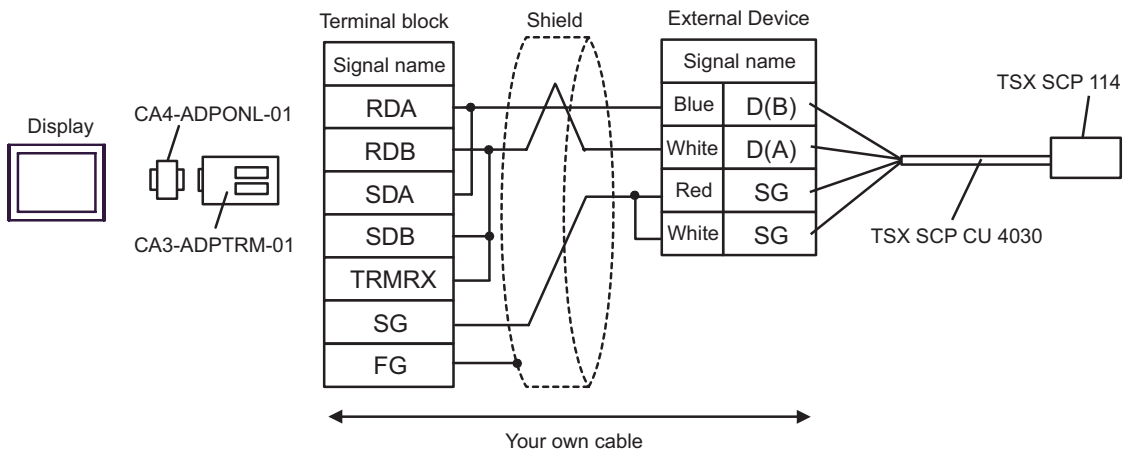 Terminal block
Shield
External Device
Signal name
Signal name
RDA
RDB
SDA
SDB
TRMRX
SG
FG
Blue D(B)
White D(A)
Red SG
White SG
Display
CA4-ADPONL-01
CA3-ADPTRM-01
TSX SCP 114
TSX SCP CU 4030
Your own cable